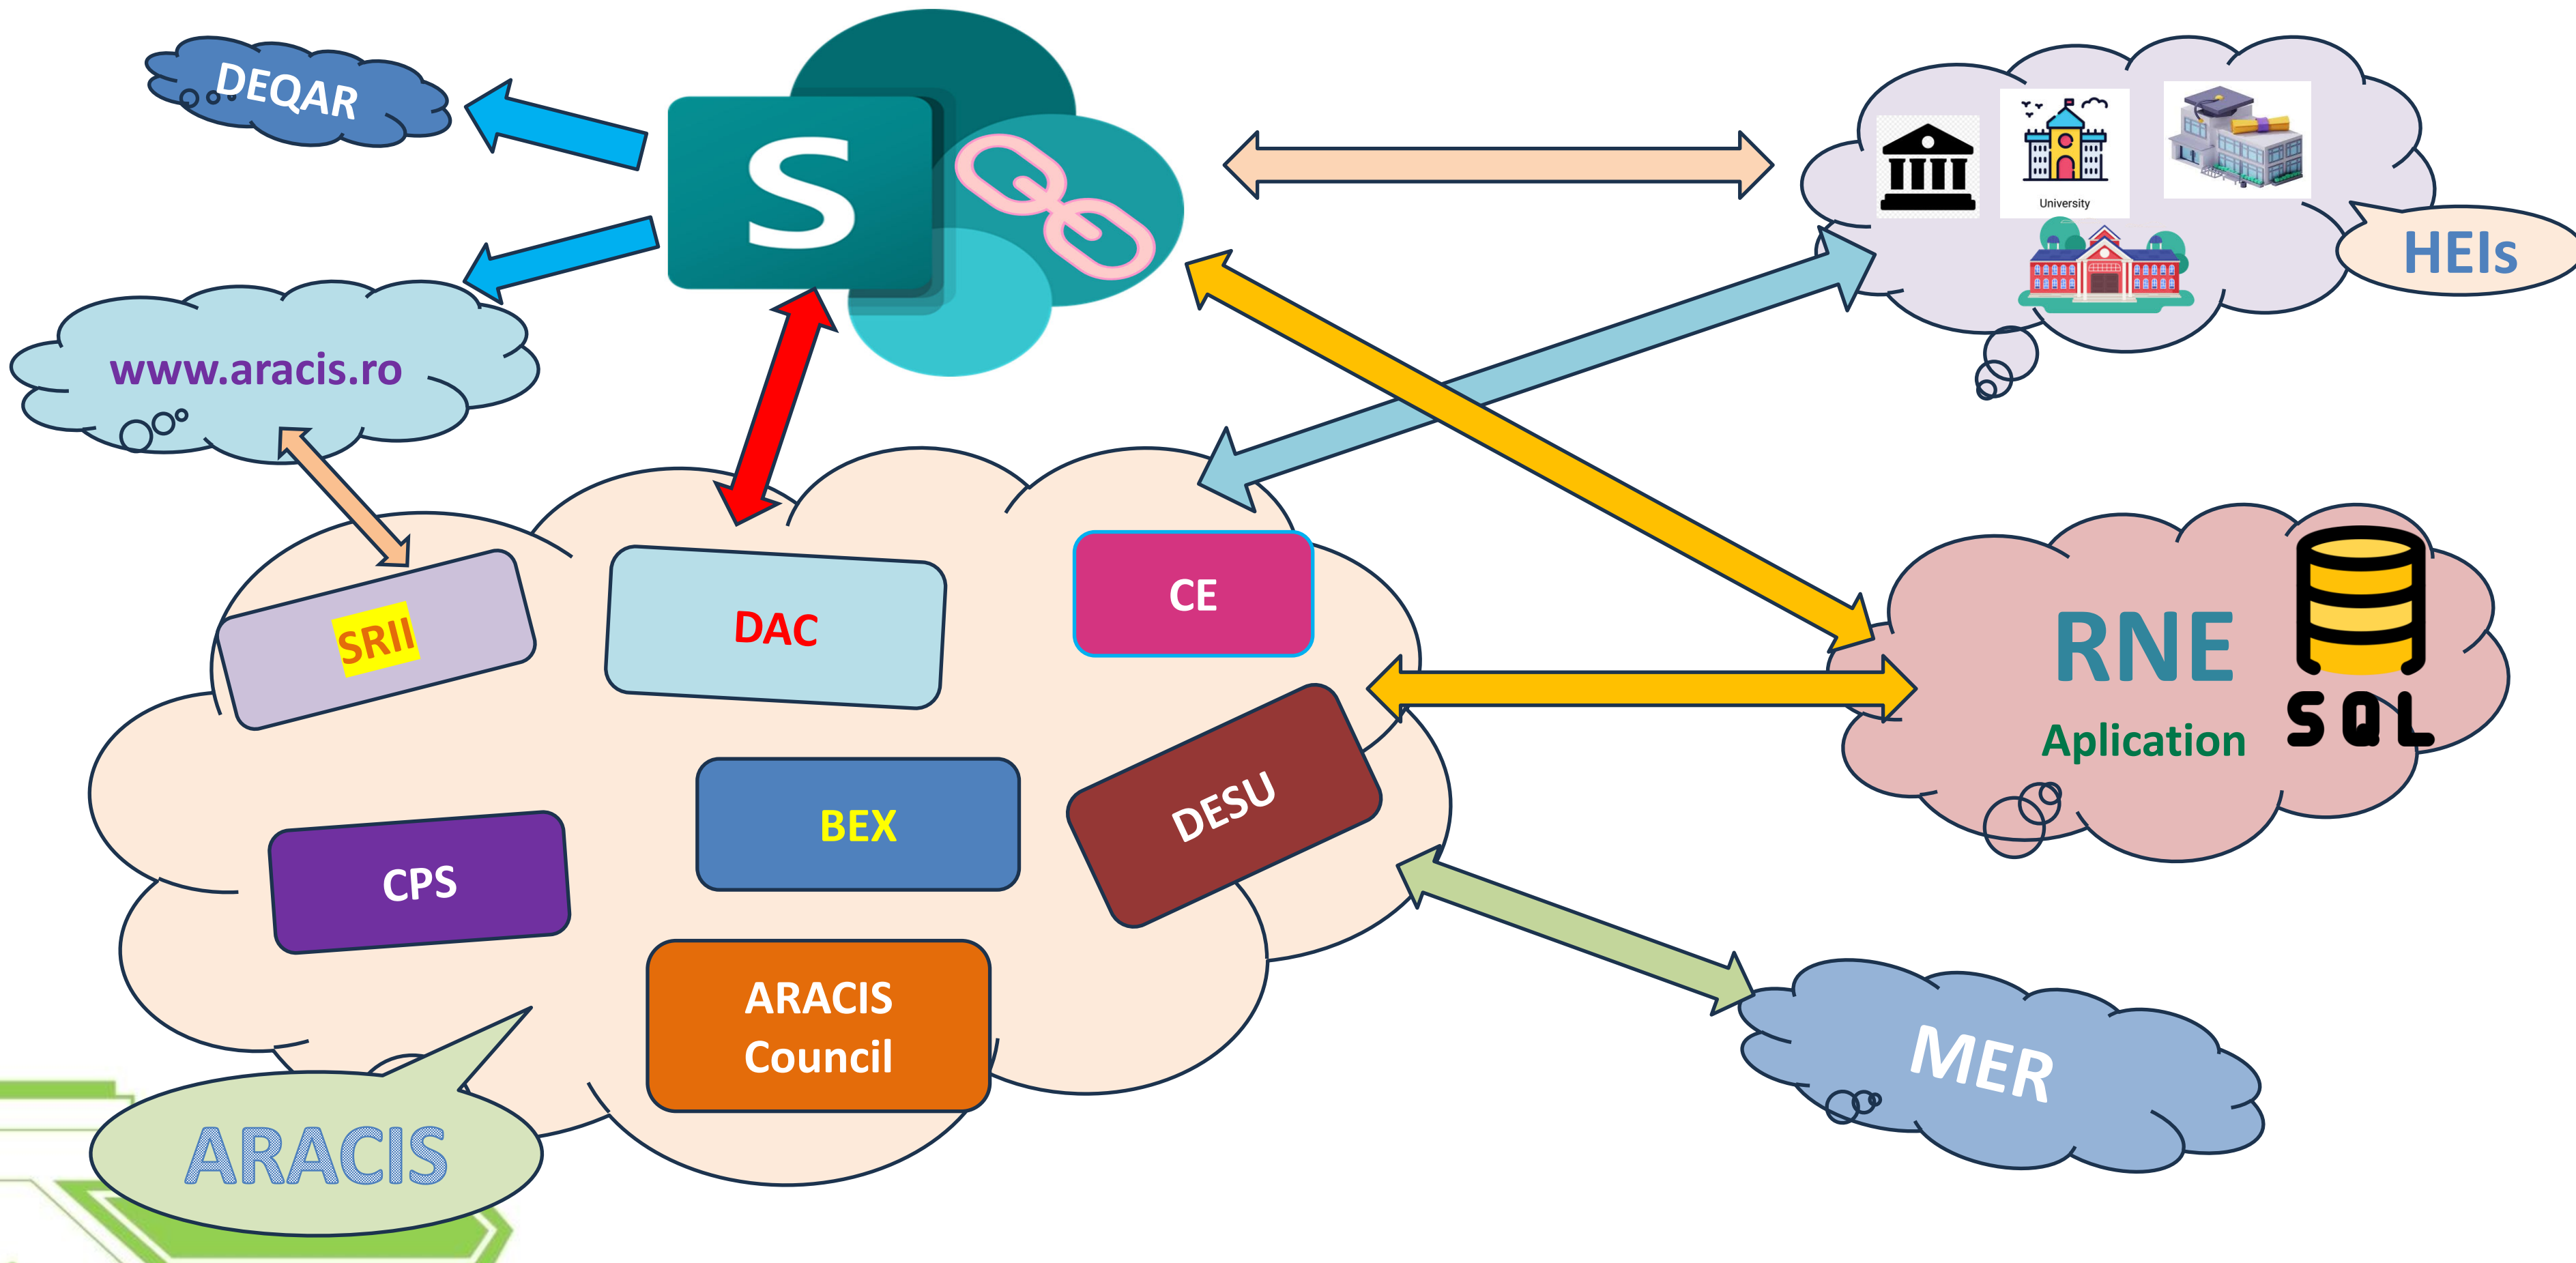 DEQAR
S
University
HEIs
www.aracis.ro
SRII
DAC
CE
RNE
Aplication
SQL
CPS
BEX
DESU
ARACIS
Council
MER
ARACIS